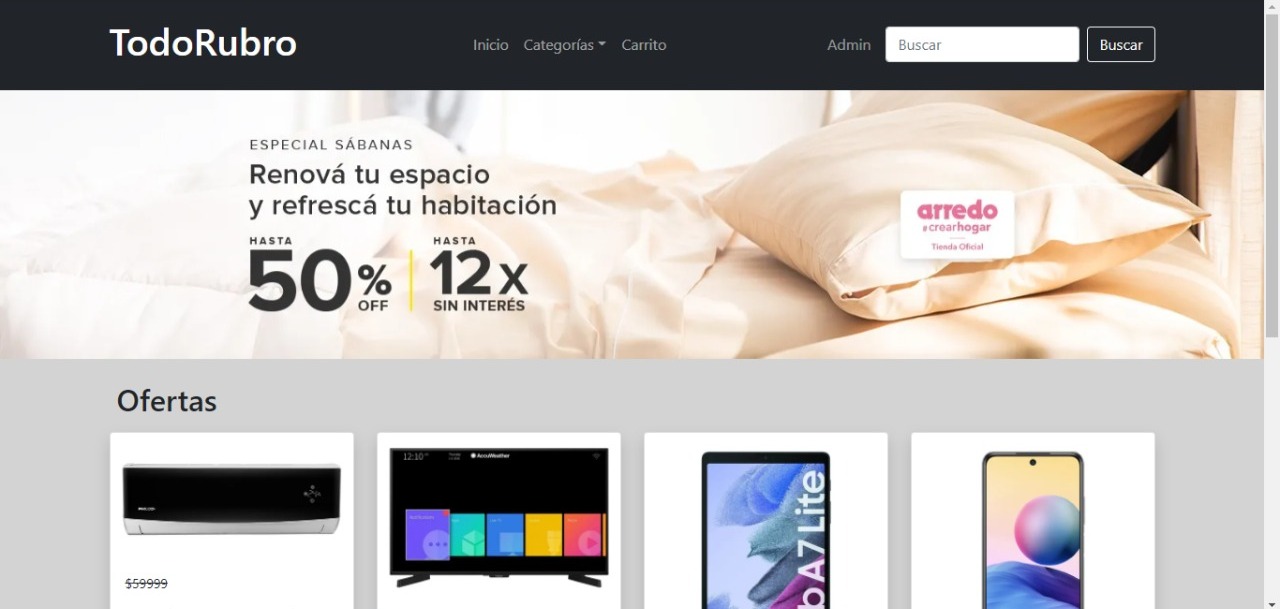 TodoRubro
Inicio Categorías Carrito
Admin Buscar Buscar
ESPECIAL SÁBANAS
Renová tu espacio
y refrescá tu habitación
HASTA
50% OFF
HASTA
12x
SIN INTERÉS
arredo
#crearhogar
Tienda Oficial
Ofertas
12:10
AccuWeather
b A7 Lite
$59999